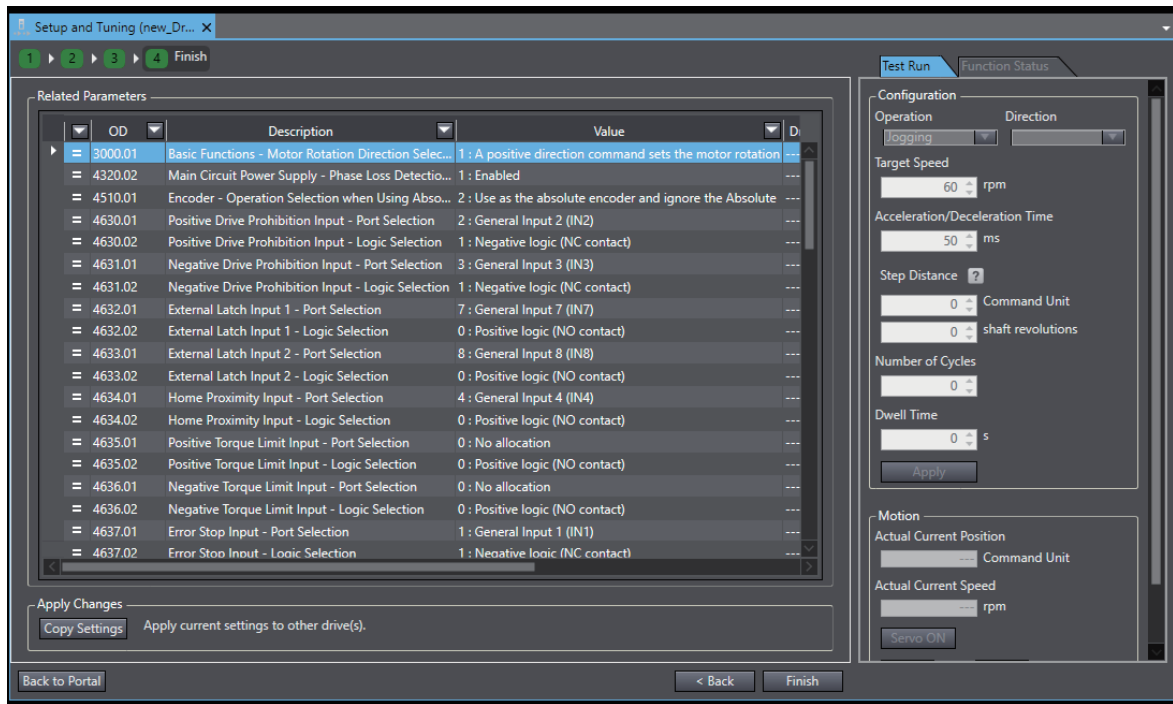 Setup and Tuning (new_Dr... X
1 2 3 4 Finish
Related Parameters
OD Description Value
= 3000.01 Basic Functions - Motor Rotation Direction Selec... 1 : A positive direction command sets the motor rotation ---
= 4320.02 Main Circuit Power Supply - Phase Loss Detectio... 1 : Enabled ---
= 4510.01 Encoder - Operation Selection when Using Abso... 2 : Use as the absolute encoder and ignore the Absolute ---
= 4630.01 Positive Drive Prohibition Input - Port Selection 2 : General Input 2 (IN2) ---
= 4630.02 Positive Drive Prohibition Input - Logic Selection 1 : Negative logic (NC contact) ---
= 4631.01 Negative Drive Prohibition Input - Port Selection 3 : General Input 3 (IN3) ---
= 4631.02 Negative Drive Prohibition Input - Logic Selection 1 : Negative logic (NC contact) ---
= 4632.01 External Latch Input 1 - Port Selection 7 : General Input 7 (IN7) ---
= 4632.02 External Latch Input 1 - Logic Selection 0 : Positive logic (NO contact) ---
= 4633.01 External Latch Input 2 - Port Selection 8 : General Input 8 (IN8) ---
= 4633.02 External Latch Input 2 - Logic Selection 0 : Positive logic (NO contact) ---
= 4634.01 Home Proximity Input - Port Selection 4 : General Input 4 (IN4) ---
= 4634.02 Home Proximity Input - Logic Selection 0 : Positive logic (NO contact) ---
= 4635.01 Positive Torque Limit Input - Port Selection 0 : No allocation ---
= 4635.02 Positive Torque Limit Input - Logic Selection 0 : Positive logic (NO contact) ---
= 4636.01 Negative Torque Limit Input - Port Selection 0 : No allocation ---
= 4636.02 Negative Torque Limit Input - Logic Selection 0 : Positive logic (NO contact) ---
= 4637.01 Error Stop Input - Port Selection 1 : General Input 1 (IN1) ---
= 4637.02 Error Stop Input - Logic Selection 1 : Negative logic (NC contact) ---
Apply Changes
Copy Settings Apply current settings to other drive(s).
Back to Portal < Back Finish
Test Run Function Status
Configuration
Operation Direction
Jogging
Target Speed
60 rpm
Acceleration/Deceleration Time
50 ms
Step Distance ?
0 Command Unit
0 shaft revolutions
Number of Cycles
0
Dwell Time
0 s
Apply
Motion
Actual Current Position
--- Command Unit
Actual Current Speed
--- rpm
Servo ON